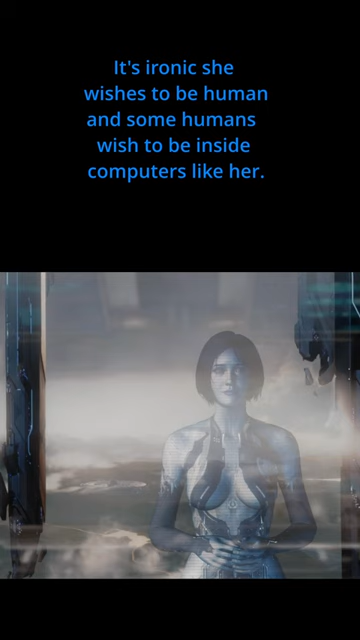 It's ironic she
wishes to be human
and some humans
wish to be inside
computers like her.